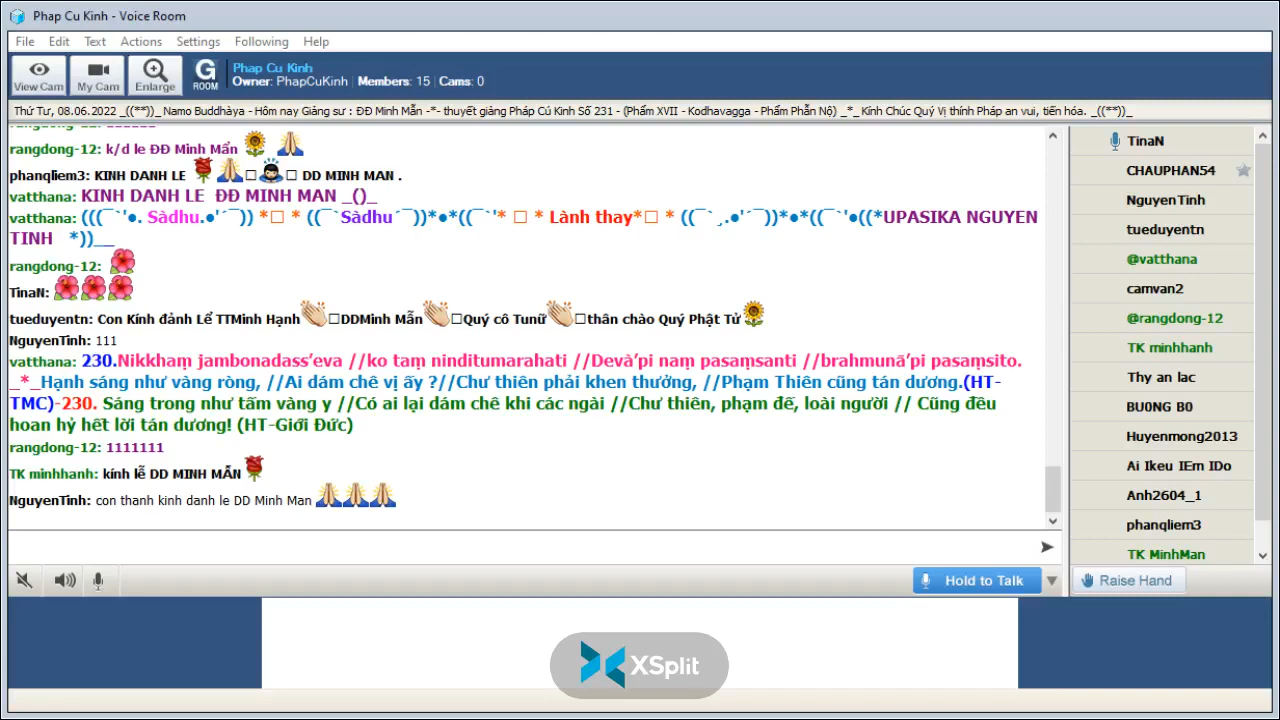 Phap Cu Kinh - Voice Room
File Edit Text Actions Settings Following Help
View Cam My Cam Enlarge G ROOM
Phap Cu Kinh
Owner: PhapCuKinh | Members: 15 | Cams: 0
Thứ Tư, 08.06.2022 _((**))_ Namo Buddhàya - Hôm nay Giảng sư : ĐĐ Minh Mẫn -*- thuyết giảng Pháp Cú Kinh Số 231 - (Phẩm XVII - Kodhavagga - Phẩm Phẫn Nộ) _*_ Kính Chúc Quý Vị thính Pháp an vui, tiến hóa. _((**))_
rangdong-12: k/d le ĐĐ Minh Mẩn
phanqliem3: KINH DANH LE DD MINH MAN .
vatthana: KINH DANH LE ĐĐ MINH MAN _()_
vatthana: (((¯`'●. Sàdhu.●'´¯)) *□ * ((¯`Sàdhu´¯))*●*((¯`'* □ * Lành thay*□ * ((¯`¸.●'´¯))*●*((¯`'●((*UPASIKA NGUYEN
TINH *))__
rangdong-12:
TinaN:
tueduyentn: Con Kính đảnh Lể TTMinh Hạnh □DDMinh Mẫn □Quý cô Tunữ □thân chào Quý Phật Tử
NguyenTinh: 111
vatthana: 230.Nikkhaṃ jambonadass’eva //ko taṃ ninditumarahati //Devà’pi naṃ pasaṃsanti //brahmunā’pi pasaṃsito.
_*_Hạnh sáng như vàng ròng, //Ai dám chê vị ấy ?//Chư thiên phải khen thưởng, //Phạm Thiên cũng tán dương.(HT-
TMC)-230. Sáng trong như tấm vàng y //Có ai lại dám chê khi các ngài //Chư thiên, phạm đế, loài người // Cũng đều
hoan hỷ hết lời tán dương! (HT-Giới Đức)
rangdong-12: 1111111
TK minhhanh: kính lễ DD MINH MẪN
NguyenTinh: con thanh kinh danh le DD Minh Man
Hold to Talk
TinaN
CHAUPHAN54
NguyenTinh
tueduyentn
@vatthana
camvan2
@rangdong-12
TK minhhanh
Thy an lac
BU0NG B0
Huyenmong2013
Ai Ikeu IEm IDo
Anh2604_1
phanqliem3
TK MinhMan
Raise Hand
XSplit